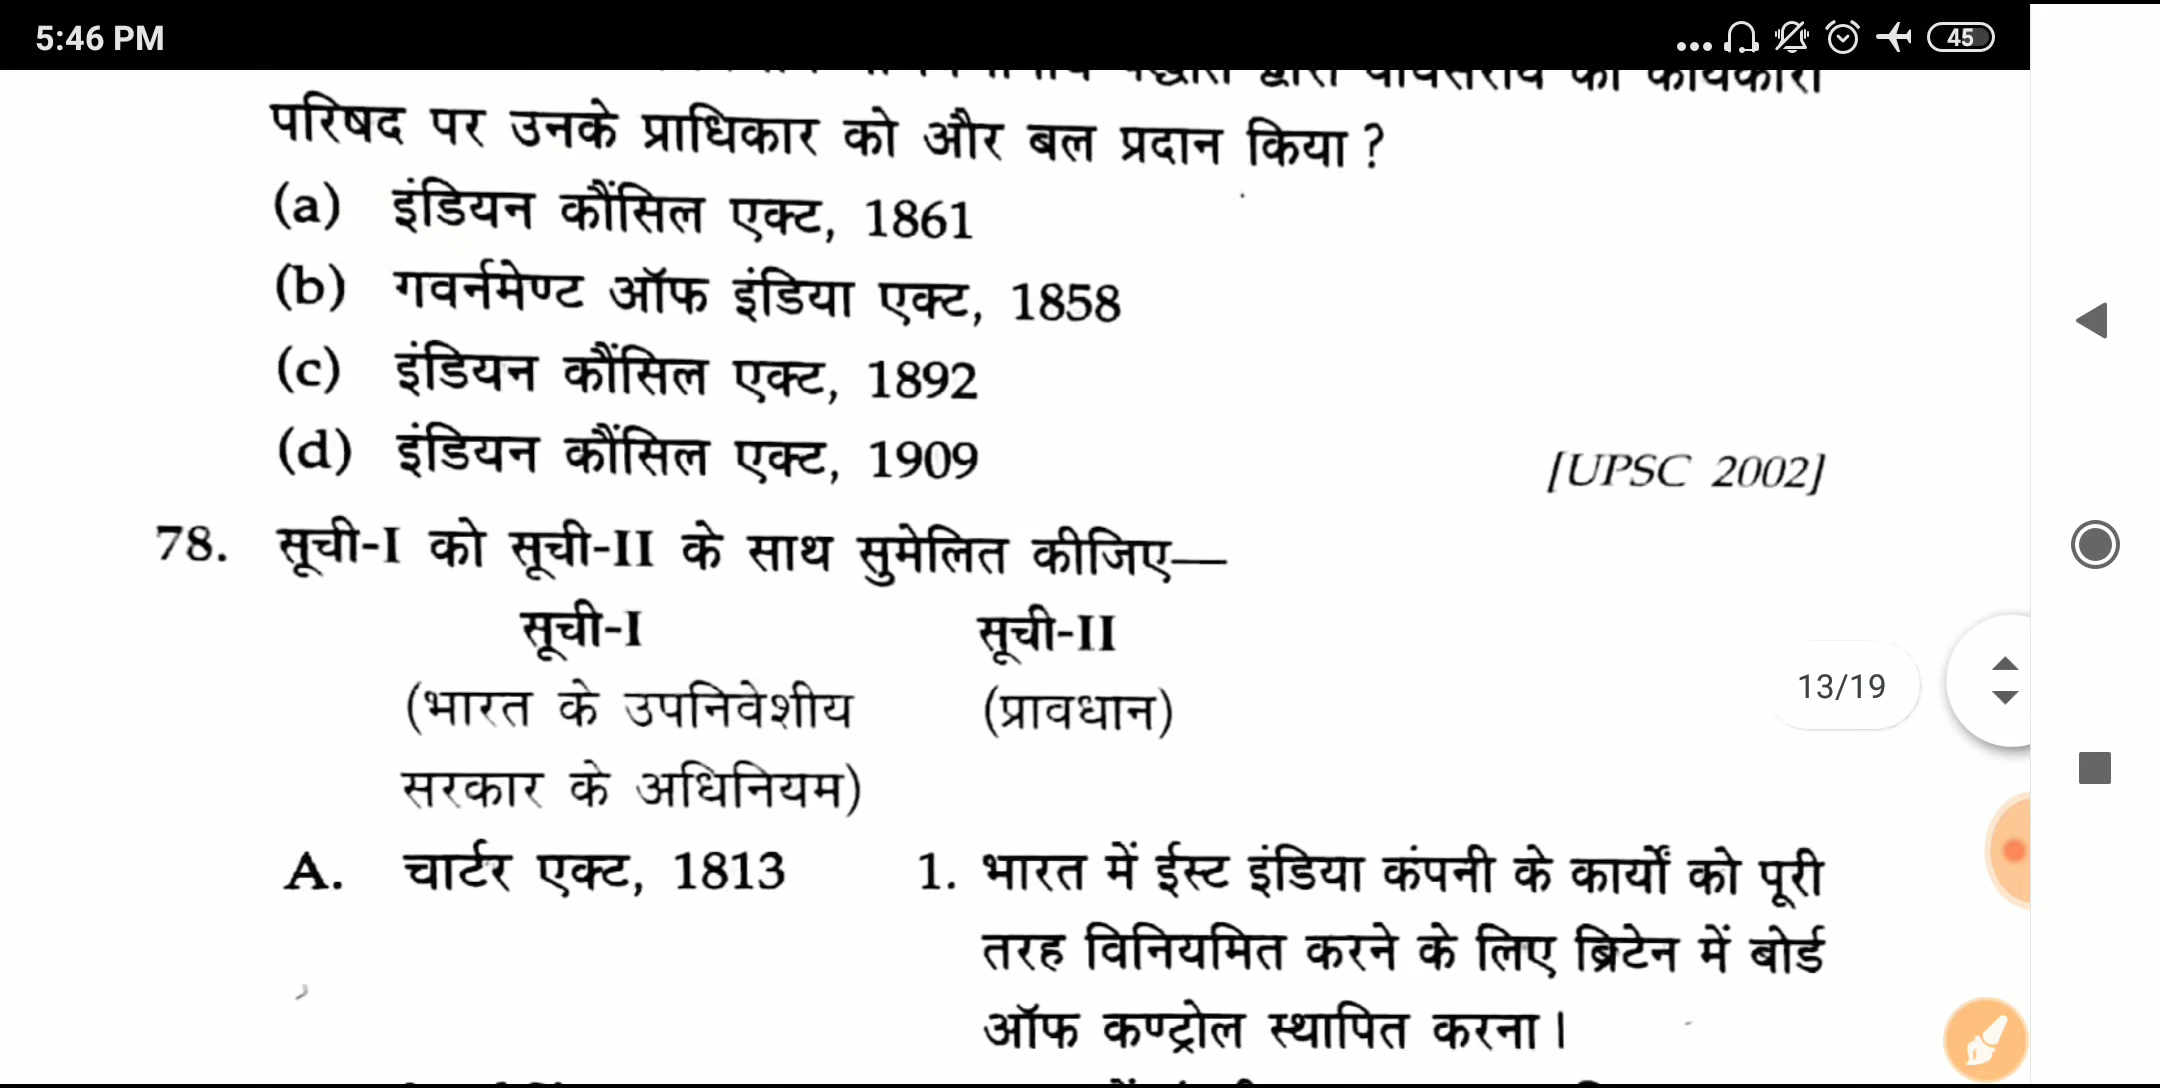 5:46 PM
45
द्वारा वायसराय की कार्यकारी
परिषद पर उनके प्राधिकार को और बल प्रदान किया ?
(a) इंडियन कौंसिल एक्ट, 1861
(b) गवर्नमेण्ट ऑफ इंडिया एक्ट, 1858
(c) इंडियन कौंसिल एक्ट, 1892
(d) इंडियन कौंसिल एक्ट, 1909
[UPSC 2002]
78. सूची-I को सूची-II के साथ सुमेलित कीजिए—
सूची-I सूची-II
(भारत के उपनिवेशीय (प्रावधान)
13/19
सरकार के अधिनियम)
A. चार्टर एक्ट, 1813 1. भारत में ईस्ट इंडिया कंपनी के कार्यों को पूरी
तरह विनियमित करने के लिए ब्रिटेन में बोर्ड
ऑफ कण्ट्रोल स्थापित करना।